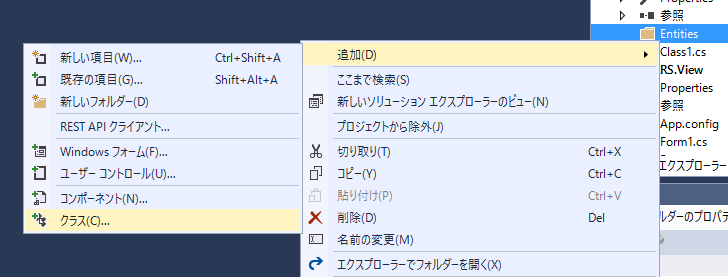 Properties
参照
Entities
Class1.cs
RS.View
Properties
参照
App.config
Form1.cs
エクスプローラー
ルダーのプロパテ
追加(D)
ここまで検索(S)
新しいソリューション エクスプローラーのビュー(N)
プロジェクトから除外(J)
切り取り(T) Ctrl+X
コピー(Y) Ctrl+C
貼り付け(P) Ctrl+V
削除(D) Del
名前の変更(M)
エクスプローラーでフォルダーを開く(X)
新しい項目(W)... Ctrl+Shift+A
既存の項目(G)... Shift+Alt+A
新しいフォルダー(D)
REST API クライアント...
Windows フォーム(F)...
ユーザー コントロール(U)...
コンポーネント(N)...
クラス(C)...